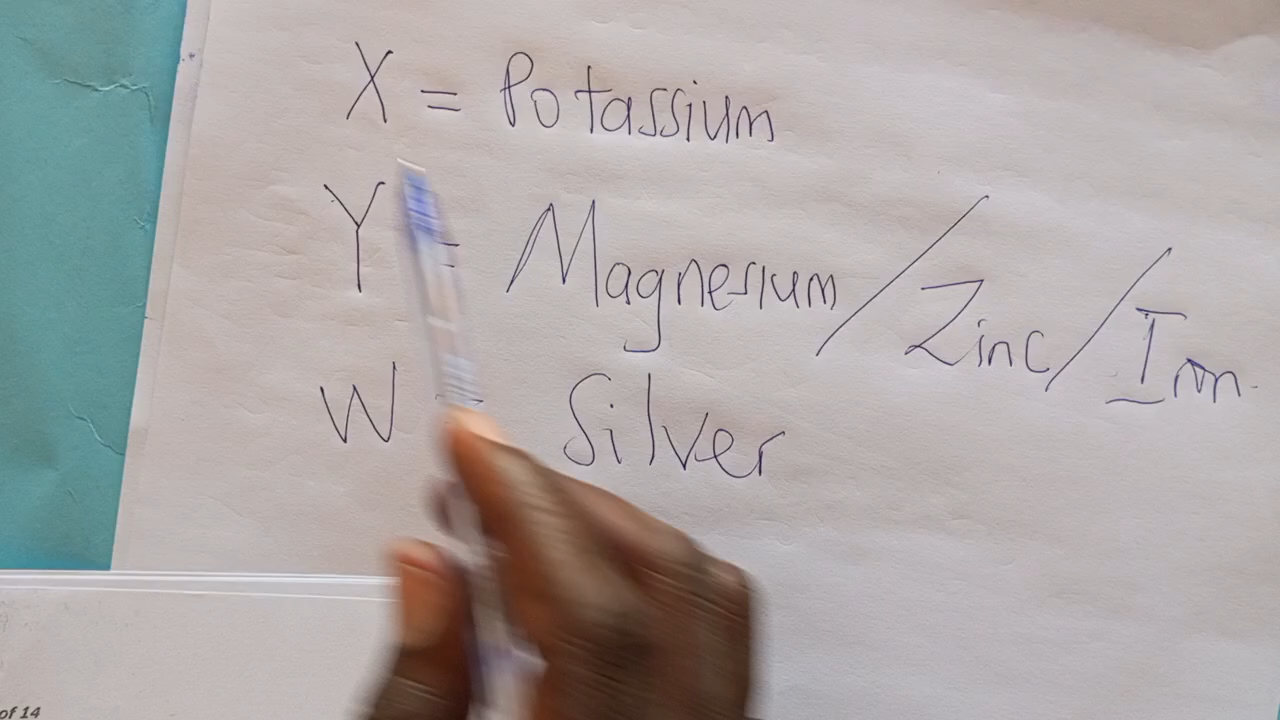 X = Potassium
Y = Magnesium/Zinc/Iron
W = Silver
of 14